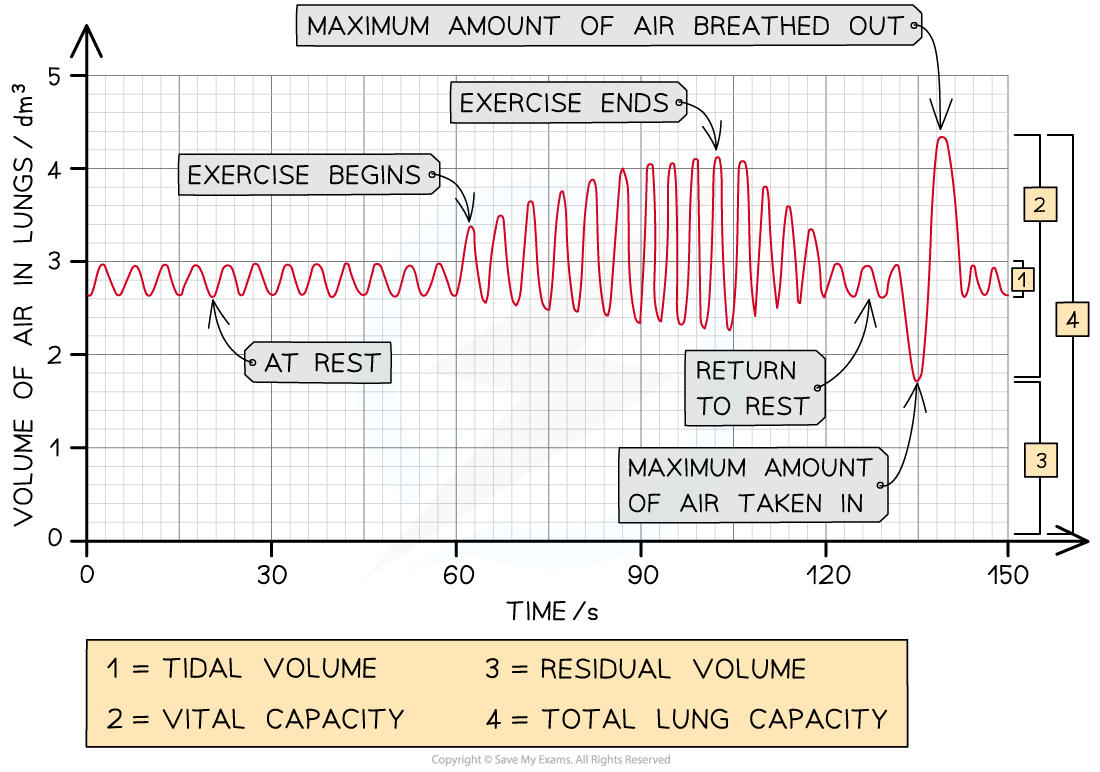 MAXIMUM AMOUNT OF AIR BREATHED OUT
EXERCISE ENDS
EXERCISE BEGINS
VOLUME OF AIR IN LUNGS / dm³
5
4
3
2
1
0
2
1
4
3
AT REST
RETURN
TO REST
MAXIMUM AMOUNT
OF AIR TAKEN IN
0 30 60 90 120 150
TIME /s
1 = TIDAL VOLUME
2 = VITAL CAPACITY
3 = RESIDUAL VOLUME
4 = TOTAL LUNG CAPACITY
Copyright © Save My Exams. All Rights Reserved